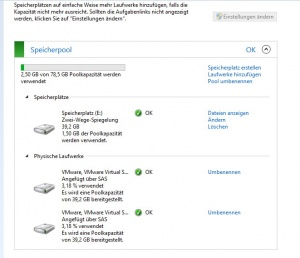 Speicherplätzen auf einfache Weise mehr Laufwerke hinzufügen, falls die
Kapazität nicht mehr ausreicht. Sollten die Aufgabenlinks nicht angezeigt
werden, klicken Sie auf "Einstellungen ändern".
Einstellungen ändern
Speicherpool
OK
2,50 GB von 78,5 GB Poolkapazität werden
verwendet
Speicherplatz erstellen
Laufwerke hinzufügen
Pool umbenennen
Speicherplätze
Speicherplatz (E:)
Zwei-Wege-Spiegelung
39,2 GB
1,50 GB der Poolkapazität werden
verwendet.
OK
Dateien anzeigen
Ändern
Löschen
Physische Laufwerke
VMware, VMware Virtual S...
Angefügt über SAS
3,18 % verwendet
Es wird eine Poolkapazität
von 39,2 GB bereitgestellt.
OK
Umbenennen
VMware, VMware Virtual S...
Angefügt über SAS
3,18 % verwendet
Es wird eine Poolkapazität
von 39,2 GB bereitgestellt.
OK
Umbenennen